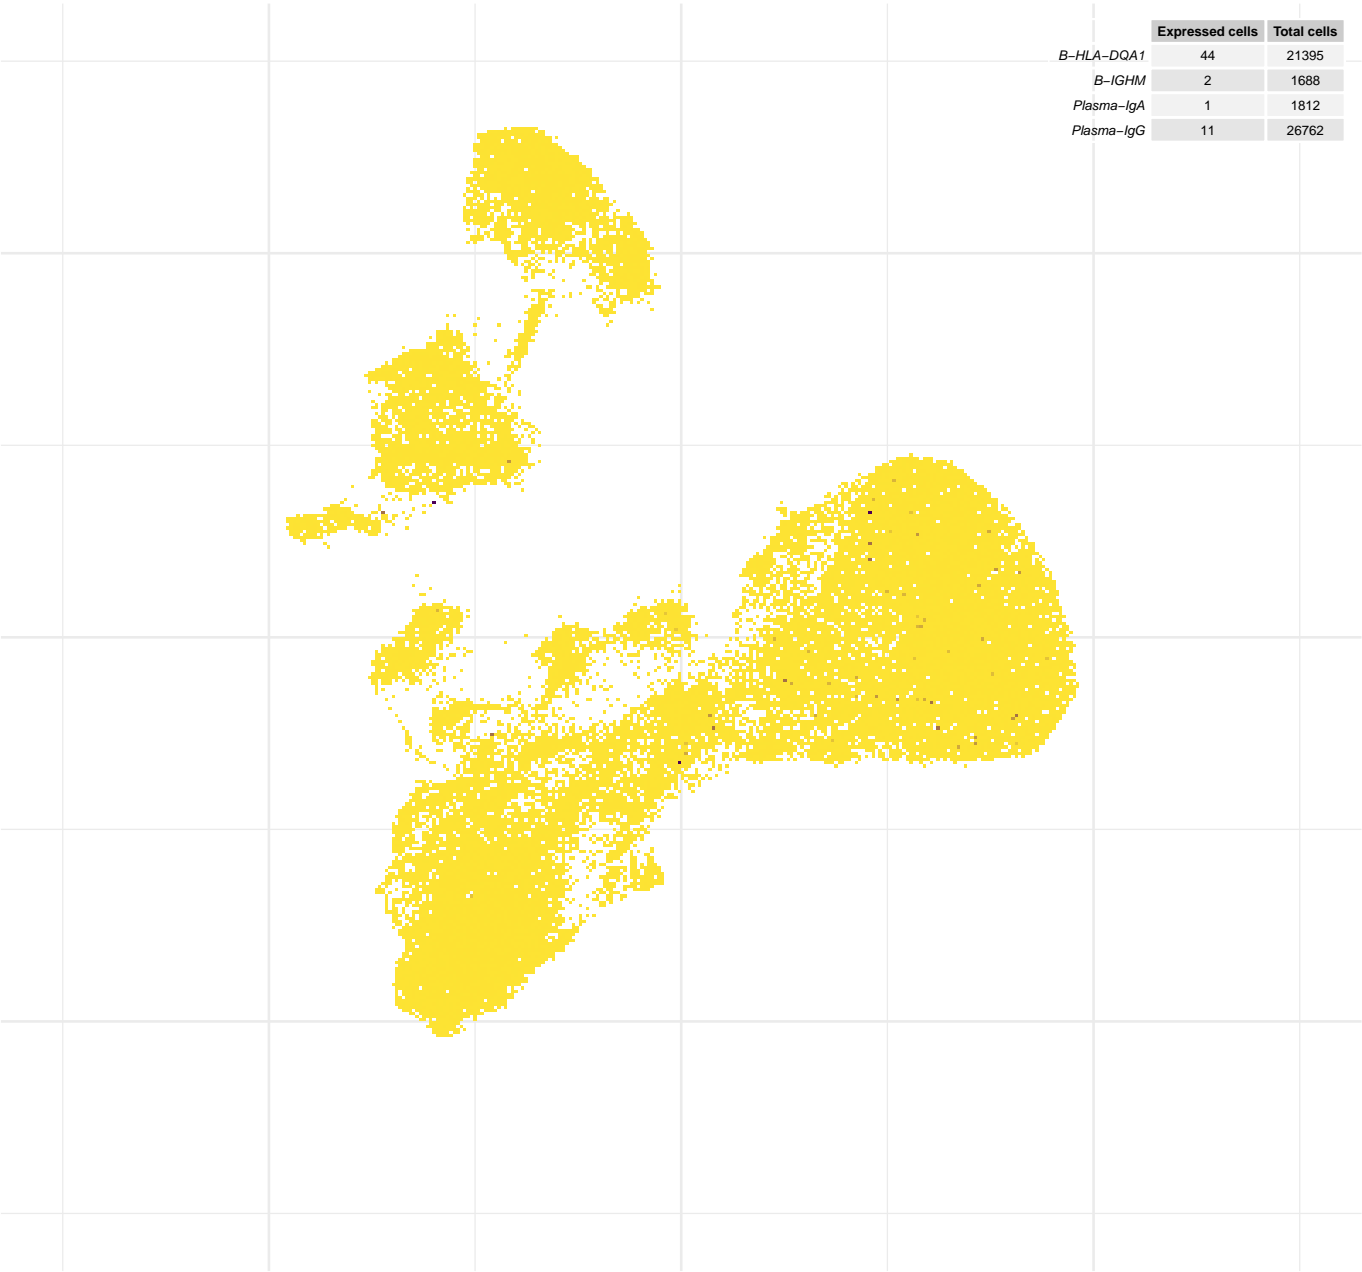 Expressed cells Total cells
B−HLA−DQA1 44 21395
B−IGHM 2 1688
Plasma−IgA 1 1812
Plasma−IgG 11 26762